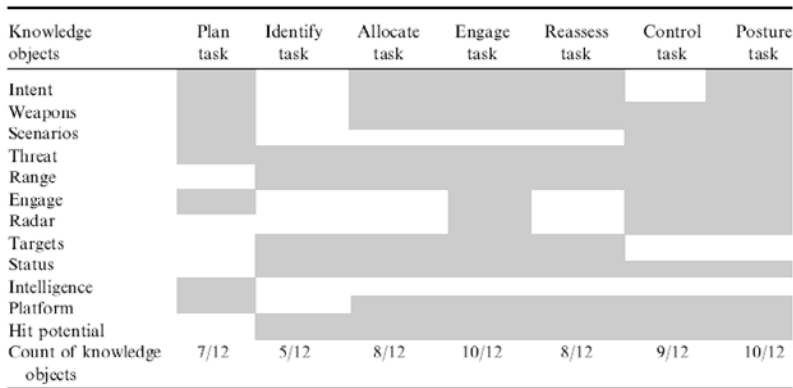 Knowledge Plan Identify Allocate Engage Reassess Control Posture
objects task task task task task task task
Intent
Weapons
Scenarios
Threat
Range
Engage
Radar
Targets
Status
Intelligence
Platform
Hit potential
Count of knowledge 7/12 5/12 8/12 10/12 8/12 9/12 10/12
objects